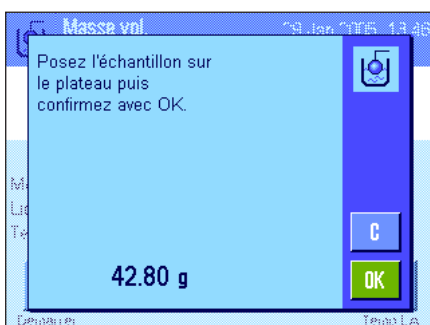 Masse vol.
Posez l'échantillon sur
le plateau puis
confirmez avec OK.
C
42.80 g
OK